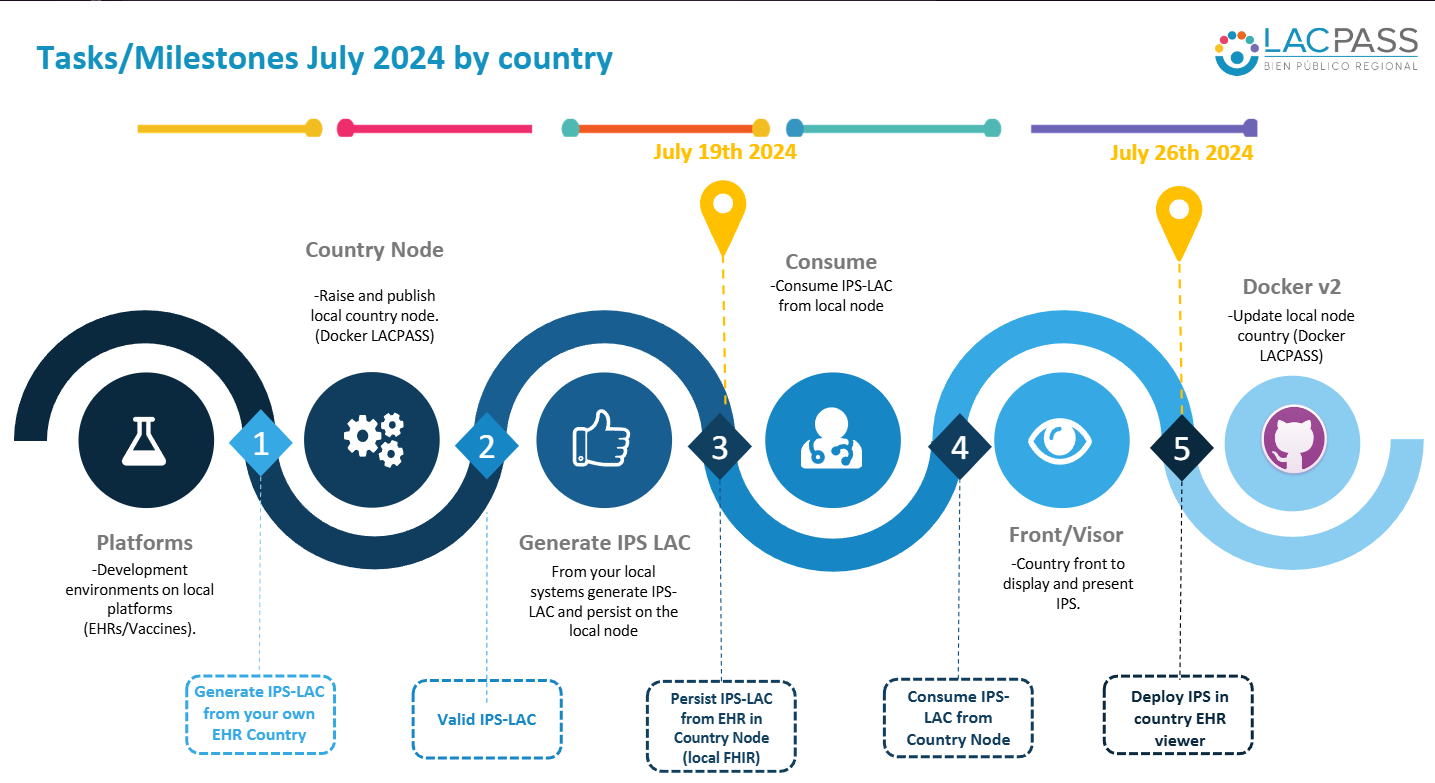 Tasks/Milestones July 2024 by country
LACPASS
BIEN PÚBLICO REGIONAL
July 19th 2024
July 26th 2024
Country Node
-Raise and publish
local country node.
(Docker LACPASS)
Consume
-Consume IPS-LAC
from local node
Docker v2
-Update local node
country (Docker
LACPASS)
1
2
3
4
5
Platforms
-Development
environments on local
platforms
(EHRs/Vaccines).
Generate IPS LAC
From your local
systems generate IPS-
LAC and persist on the
local node
Front/Visor
-Country front to
display and present
IPS.
Generate IPS-LAC
from your own
EHR Country
Valid IPS-LAC
Persist IPS-LAC
from EHR in
Country Node
(local FHIR)
Consume IPS-
LAC from
Country Node
Deploy IPS in
country EHR
viewer